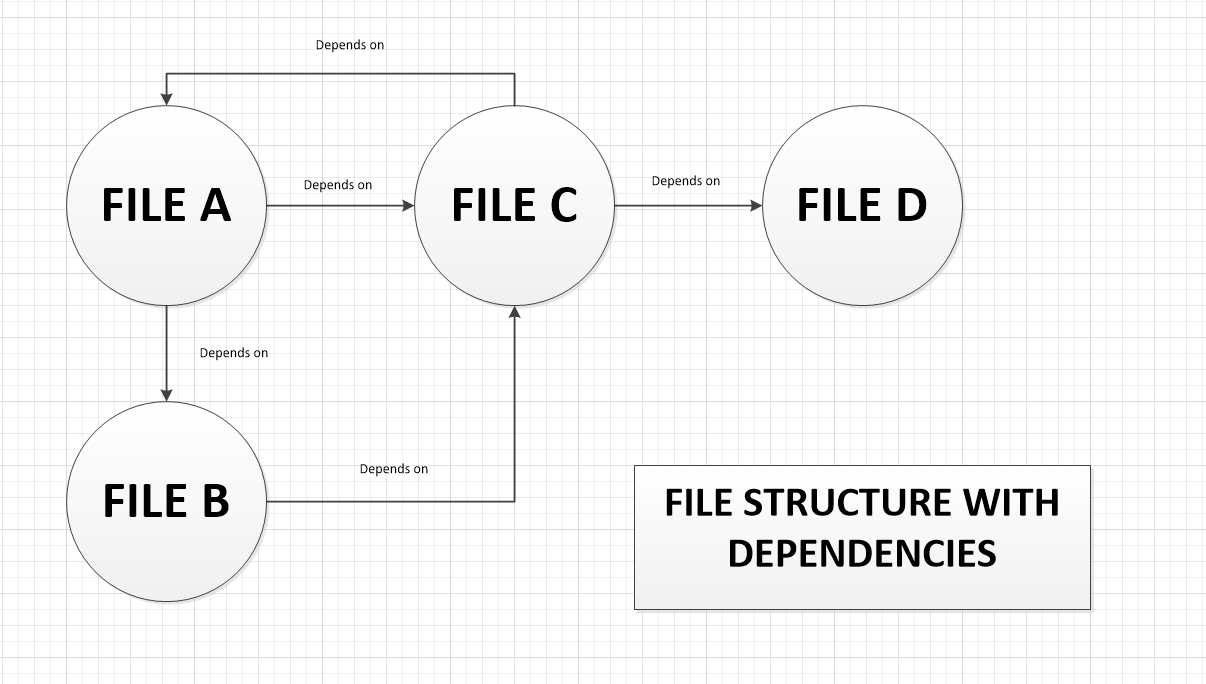 Depends on
FILE A
Depends on
FILE C
Depends on
FILE D
Depends on
FILE B
Depends on
FILE STRUCTURE WITH
DEPENDENCIES